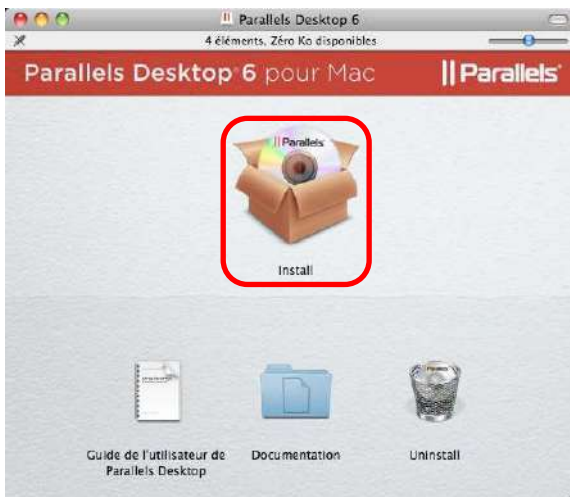 Parallels Desktop 6
4 éléments, Zéro Ko disponibles
Parallels Desktop® 6 pour Mac
Parallels®
Parallels
Install
Guide de l'utilisateur de
Parallels Desktop
Documentation
Uninstall